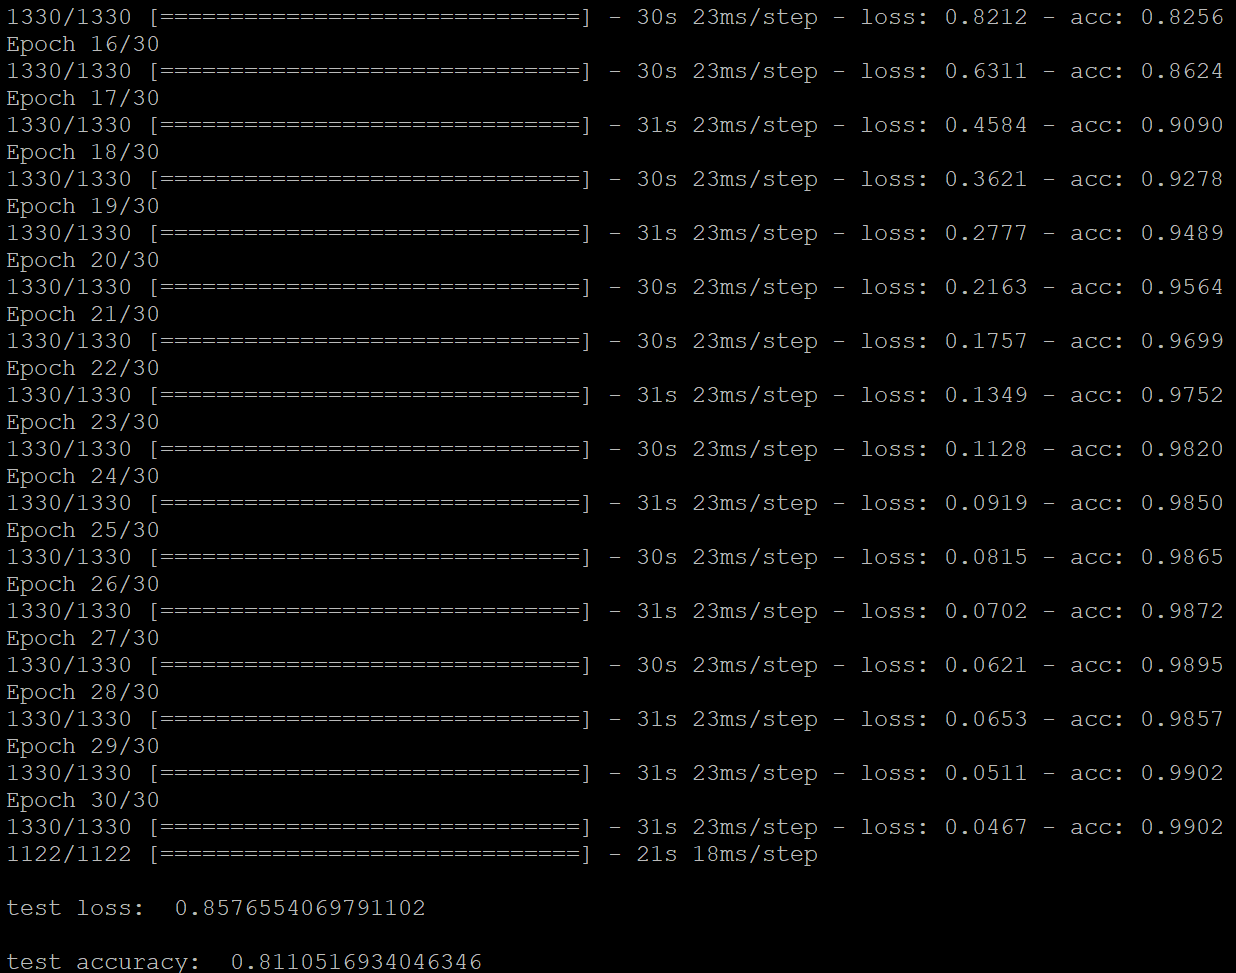 1330/1330 [==============================] - 30s 23ms/step - loss: 0.8212 - acc: 0.8256
Epoch 16/30
1330/1330 [==============================] - 30s 23ms/step - loss: 0.6311 - acc: 0.8624
Epoch 17/30
1330/1330 [==============================] - 31s 23ms/step - loss: 0.4584 - acc: 0.9090
Epoch 18/30
1330/1330 [==============================] - 30s 23ms/step - loss: 0.3621 - acc: 0.9278
Epoch 19/30
1330/1330 [==============================] - 31s 23ms/step - loss: 0.2777 - acc: 0.9489
Epoch 20/30
1330/1330 [==============================] - 30s 23ms/step - loss: 0.2163 - acc: 0.9564
Epoch 21/30
1330/1330 [==============================] - 30s 23ms/step - loss: 0.1757 - acc: 0.9699
Epoch 22/30
1330/1330 [==============================] - 31s 23ms/step - loss: 0.1349 - acc: 0.9752
Epoch 23/30
1330/1330 [==============================] - 30s 23ms/step - loss: 0.1128 - acc: 0.9820
Epoch 24/30
1330/1330 [==============================] - 31s 23ms/step - loss: 0.0919 - acc: 0.9850
Epoch 25/30
1330/1330 [==============================] - 30s 23ms/step - loss: 0.0815 - acc: 0.9865
Epoch 26/30
1330/1330 [==============================] - 31s 23ms/step - loss: 0.0702 - acc: 0.9872
Epoch 27/30
1330/1330 [==============================] - 30s 23ms/step - loss: 0.0621 - acc: 0.9895
Epoch 28/30
1330/1330 [==============================] - 31s 23ms/step - loss: 0.0653 - acc: 0.9857
Epoch 29/30
1330/1330 [==============================] - 31s 23ms/step - loss: 0.0511 - acc: 0.9902
Epoch 30/30
1330/1330 [==============================] - 31s 23ms/step - loss: 0.0467 - acc: 0.9902
1122/1122 [==============================] - 21s 18ms/step
test loss:  0.8576554069791102
test accuracy:  0.8110516934046346